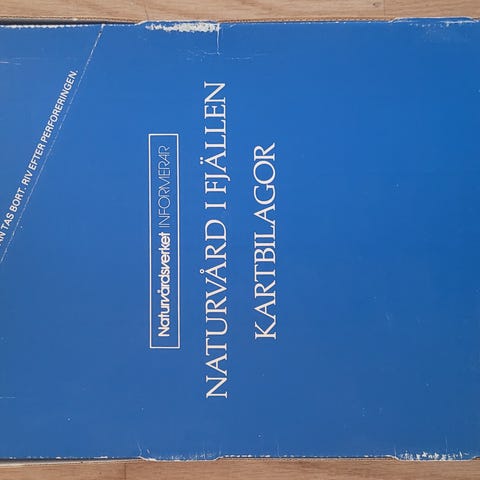 Naturvårdsverket INFORMERAR
NATURVÅRD I FJÄLLEN
KARTBILAGOR
TAS BORT. RIV EFTER PERFORERINGEN.